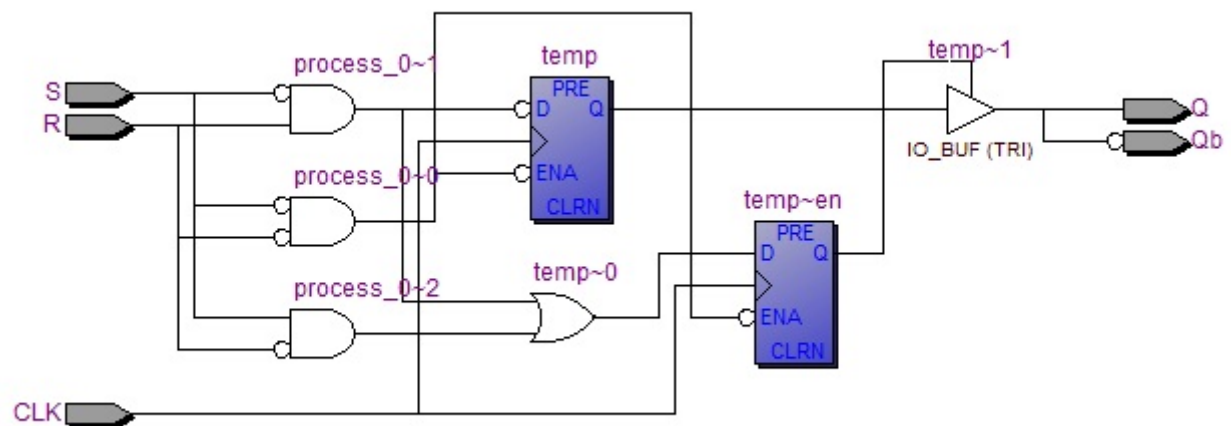 temp
temp~1
process_0~1
S
R
PRE
D
Q
ENA
CLRN
Q
Qb
IO_BUF (TRI)
process_0~0
temp~en
PRE
D
Q
ENA
CLRN
temp~0
process_0~2
CLK